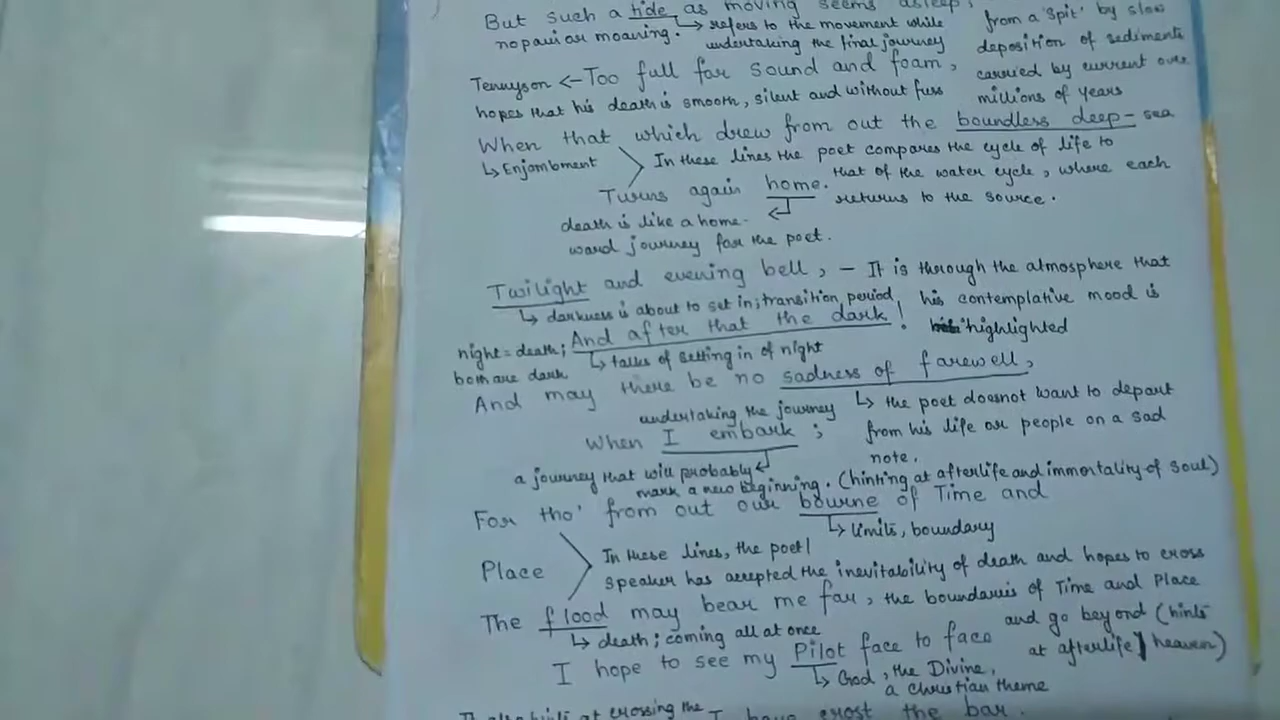 But such a tide as moving seems asleep,
no pain or moaning. ↳ refers to the movement while
undertaking the final journey
from a 'spit' by slow
deposition of sediments
carried by current over
millions of years
Tennyson ← Too full for sound and foam,
hopes that his death is smooth, silent and without fuss
When that which drew from out the boundless deep - sea
↳ Enjambment
In these lines the poet compares the cycle of life to
that of the water cycle, where each
returns to the source.
Turns again home.
death is like a home-
ward journey for the poet.
Twilight and evening bell, - It is through the atmosphere that
his contemplative mood is
highlighted
↳ darkness is about to set in; transition period
And after that the dark!
night = death;
both are dark
↳ talks of setting in of night
And may there be no sadness of farewell,
↳ the poet doesnot want to depart
from his life or people on a sad
note.
undertaking the journey
When I embark;
a journey that will probably
mark a new beginning. (hinting at afterlife and immortality of soul)
For tho' from out our bourne of Time and
↳ limits, boundary
Place
In these lines, the poet/
speaker has accepted the inevitability of death and hopes to cross
the boundaries of Time and Place
and go beyond (hints
at afterlife/heaven)
The flood may bear me far,
↳ death; coming all at once
I hope to see my Pilot face to face
↳ God, the Divine,
a Christian theme
at crossing the
I have crost the bar.